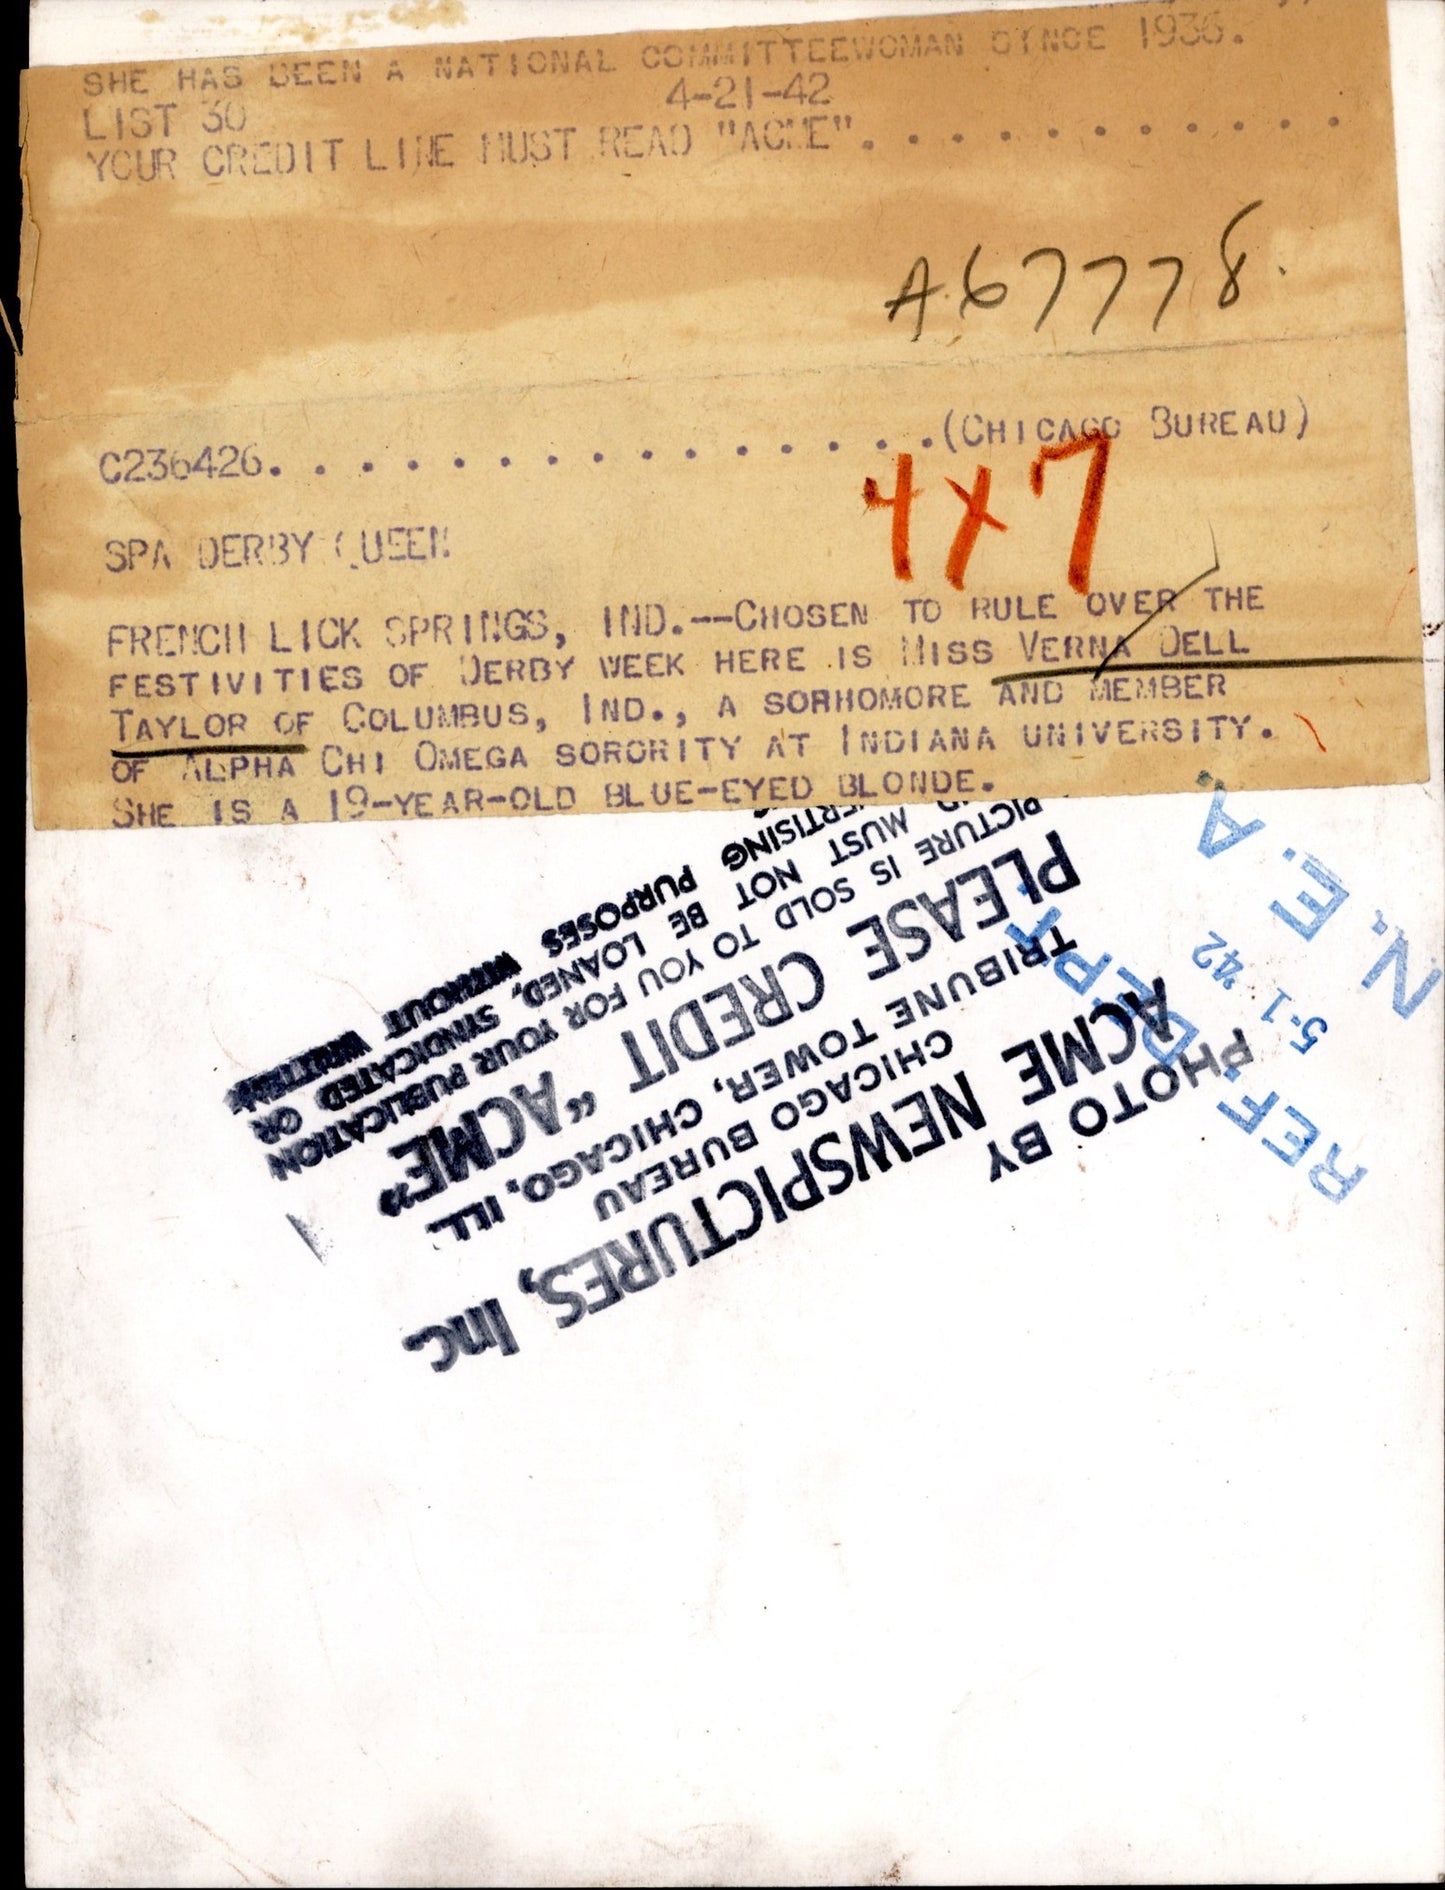 SHE HAS BEEN A NATIONAL COMMITTEEWOMAN SINCE 1936.
LIST 30 4-21-42
YOUR CREDIT LINE MUST READ "ACME". . . . . . . . . . . .
A67778.
C236426. . . . . . . . . . . . . . . .(CHICAGO BUREAU)
4x7
SPA DERBY QUEEN
FRENCH LICK SPRINGS, IND.--CHOSEN TO RULE OVER THE
FESTIVITIES OF DERBY WEEK HERE IS MISS VERNA DELL
TAYLOR OF COLUMBUS, IND., A SORHOMORE AND MEMBER
OF ALPHA CHI OMEGA SORORITY AT INDIANA UNIVERSITY.
SHE IS A 19-YEAR-OLD BLUE-EYED BLONDE.
PHOTO BY
ACME NEWSPICTURES, Inc.
CHICAGO BUREAU
TRIBUNE TOWER, CHICAGO, ILL.
PLEASE CREDIT "ACME"
PICTURE IS SOLD TO YOU FOR YOUR PUBLICATION
MUST NOT BE LOANED, SYNDICATED OR
PURPOSES WITHOUT WRITTEN
N. E. A.
5-1 '42
REF. DEPT